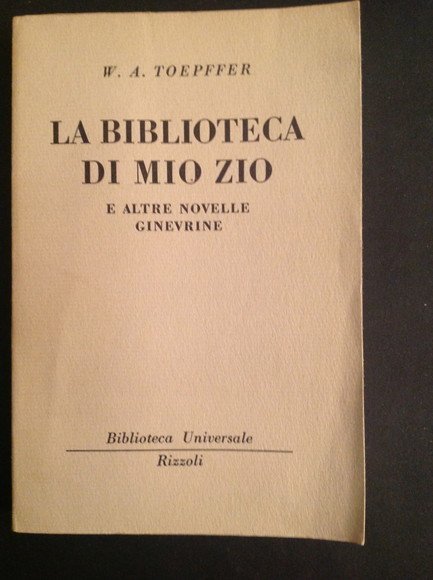 W. A. TOEPFFER
LA BIBLIOTECA
DI MIO ZIO
E ALTRE NOVELLE
GINEVRINE
Biblioteca Universale
Rizzoli